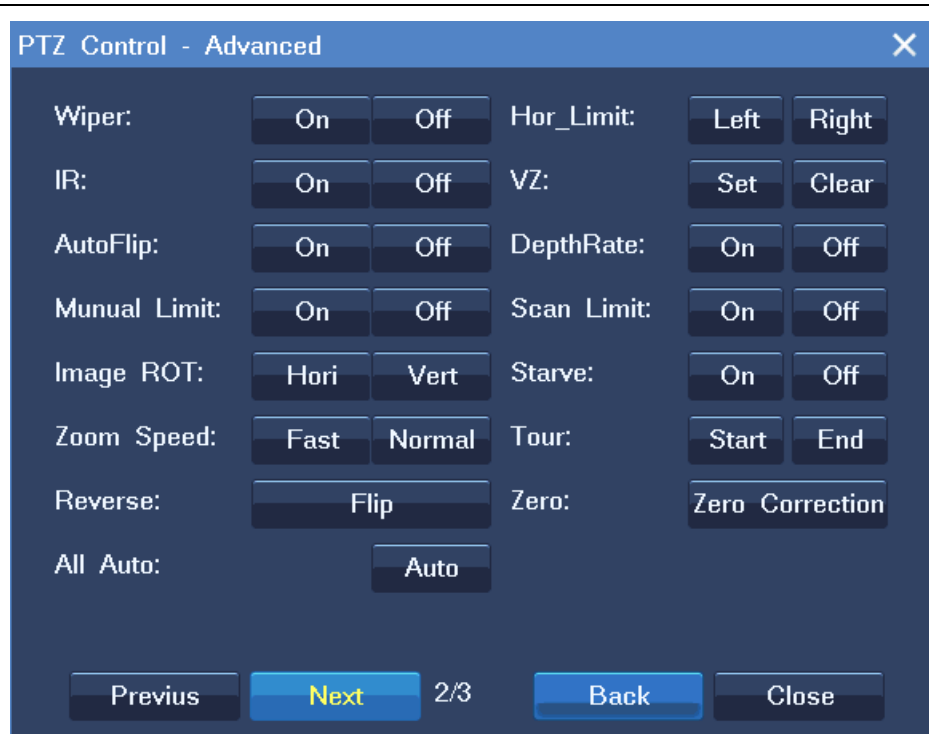 PTZ Control - Advanced
Wiper: On Off Hor_Limit: Left Right
IR: On Off VZ: Set Clear
AutoFlip: On Off DepthRate: On Off
Munual Limit: On Off Scan Limit: On Off
Image ROT: Hori Vert Starve: On Off
Zoom Speed: Fast Normal Tour: Start End
Reverse: Flip Zero: Zero Correction
All Auto: Auto
Previus Next 2/3 Back Close